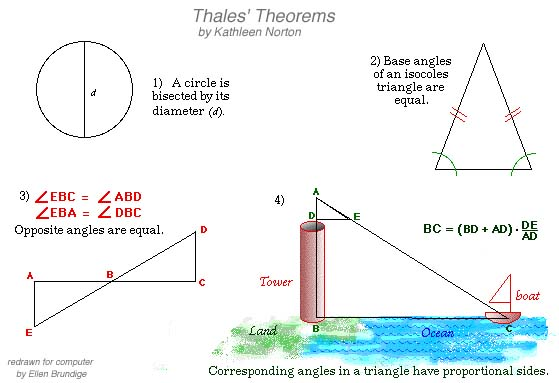 Thales' Theorems
by Kathleen Norton
d
1) A circle is
bisected by its
diameter (d).
2) Base angles
of an isocoles
triangle are
equal.
3) ∠EBC = ∠ABD
∠EBA = ∠DBC
Opposite angles are equal.
A
B
C
D
E
4)
A
D
E
BC = (BD + AD) · DE/AD
Tower
boat
B
C
Land
Ocean
Corresponding angles in a triangle have proportional sides.
redrawn for computer
by Ellen Brundige